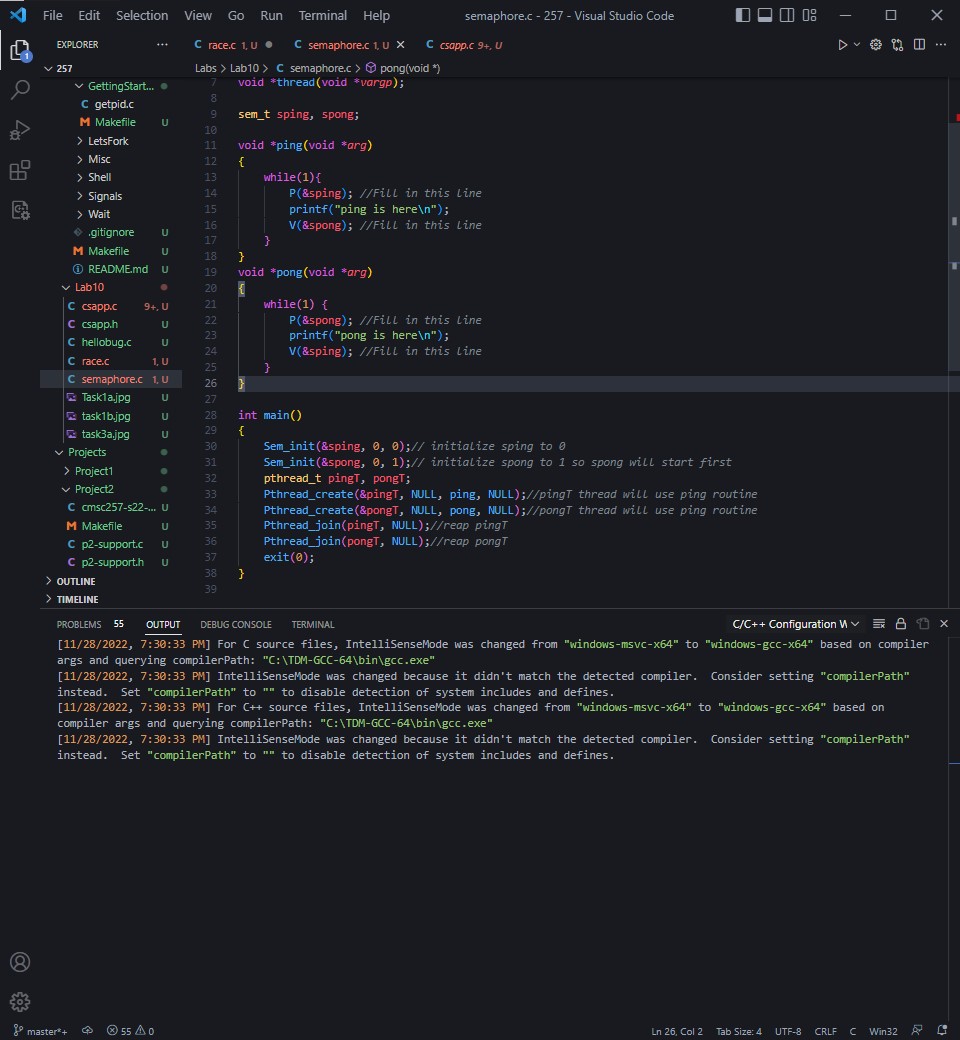 File Edit Selection View Go Run Terminal Help semaphore.c - 257 - Visual Studio Code
EXPLORER ···
1
257
GettingStart...
C getpid.c
M Makefile U
LetsFork
Misc
Shell
Signals
Wait
.gitignore U
M Makefile U
README.md U
Lab10
C csapp.c 9+, U
C csapp.h U
C hellobug.c U
C race.c 1, U
C semaphore.c 1, U
Task1a.jpg U
task1b.jpg U
task3a.jpg U
Projects
Project1
Project2
C cmsc257-s22-... U
M Makefile U
C p2-support.c U
C p2-support.h U
OUTLINE
TIMELINE
C race.c 1, U C semaphore.c 1, U C csapp.c 9+, U
Labs > Lab10 > C semaphore.c > pong(void *)
7 void *thread(void *vargp);
8
9 sem_t sping, spong;
10
11 void *ping(void *arg)
12 {
13 while(1){
14 P(&sping); //Fill in this line
15 printf("ping is here\n");
16 V(&spong); //Fill in this line
17 }
18 }
19 void *pong(void *arg)
20 {
21 while(1) {
22 P(&spong); //Fill in this line
23 printf("pong is here\n");
24 V(&sping); //Fill in this line
25 }
26 }
27
28 int main()
29 {
30 Sem_init(&sping, 0, 0);// initialize sping to 0
31 Sem_init(&spong, 0, 1);// initialize spong to 1 so spong will start first
32 pthread_t pingT, pongT;
33 Pthread_create(&pingT, NULL, ping, NULL);//pingT thread will use ping routine
34 Pthread_create(&pongT, NULL, pong, NULL);//pongT thread will use ping routine
35 Pthread_join(pingT, NULL);//reap pingT
36 Pthread_join(pongT, NULL);//reap pongT
37 exit(0);
38 }
39
PROBLEMS 55 OUTPUT DEBUG CONSOLE TERMINAL C/C++ Configuration W
[11/28/2022, 7:30:33 PM] For C source files, IntelliSenseMode was changed from "windows-msvc-x64" to "windows-gcc-x64" based on compiler
args and querying compilerPath: "C:\TDM-GCC-64\bin\gcc.exe"
[11/28/2022, 7:30:33 PM] IntelliSenseMode was changed because it didn't match the detected compiler.  Consider setting "compilerPath"
instead.  Set "compilerPath" to "" to disable detection of system includes and defines.
[11/28/2022, 7:30:33 PM] For C++ source files, IntelliSenseMode was changed from "windows-msvc-x64" to "windows-gcc-x64" based on
compiler args and querying compilerPath: "C:\TDM-GCC-64\bin\gcc.exe"
[11/28/2022, 7:30:33 PM] IntelliSenseMode was changed because it didn't match the detected compiler.  Consider setting "compilerPath"
instead.  Set "compilerPath" to "" to disable detection of system includes and defines.
master*+ 55 0 Ln 26, Col 2 Tab Size: 4 UTF-8 CRLF C Win32